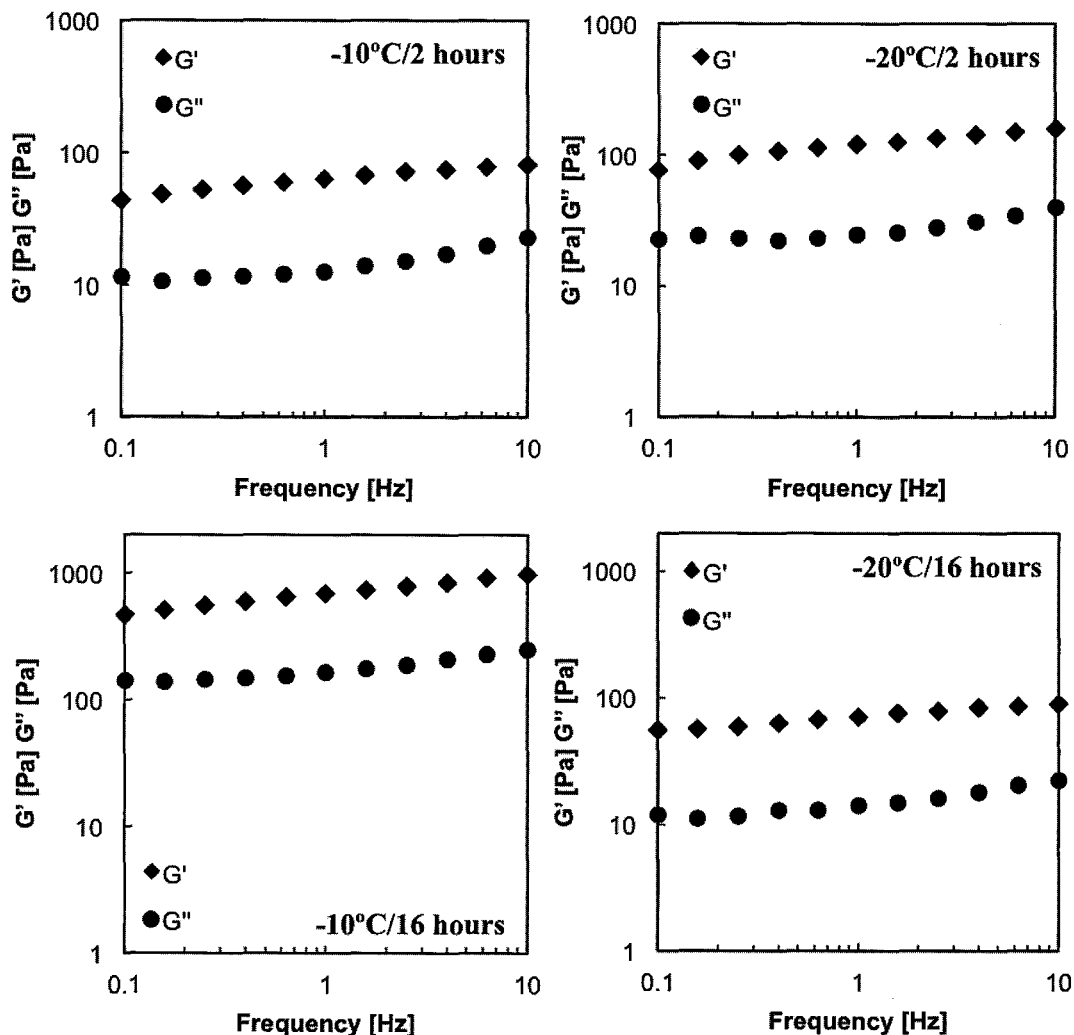 1000
100
10
1
G' [Pa] G'' [Pa]
G'
G"
-10ºC/2 hours
0.1 1 10
Frequency [Hz]
1000
100
10
1
G' [Pa] G'' [Pa]
G'
G"
-20ºC/2 hours
0.1 1 10
Frequency [Hz]
1000
100
10
1
G' [Pa] G'' [Pa]
G'
G"
-10ºC/16 hours
0.1 1 10
Frequency [Hz]
1000
100
10
1
G' [Pa] G'' [Pa]
G'
G"
-20ºC/16 hours
0.1 1 10
Frequency [Hz]